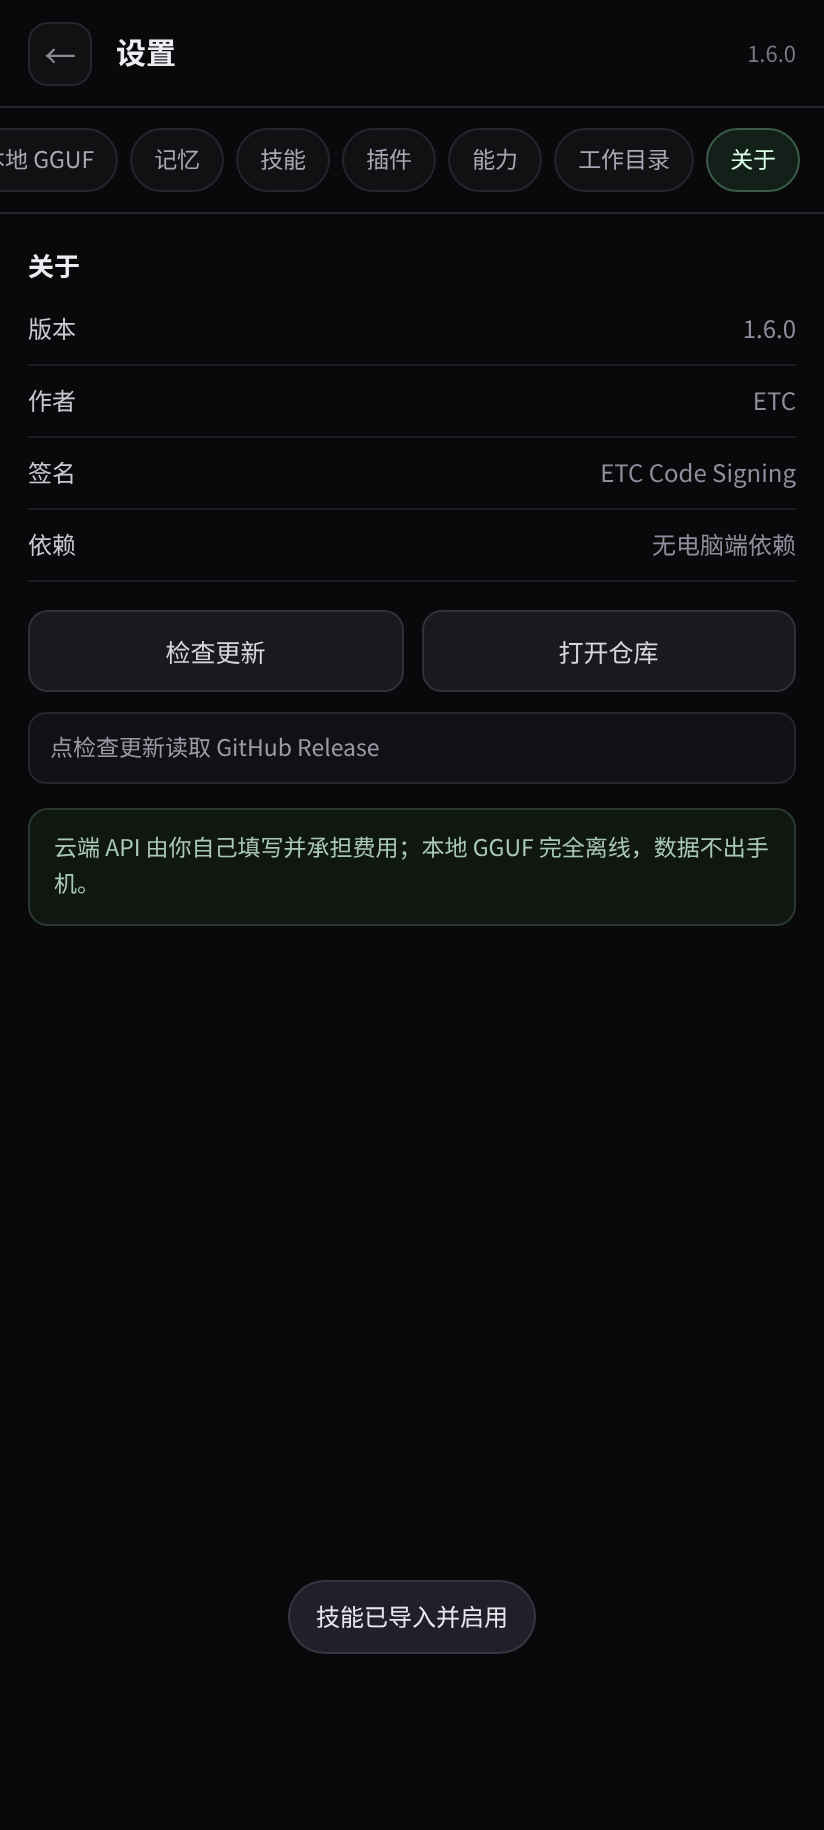 ← 设置 1.6.0
本地 GGUF 记忆 技能 插件 能力 工作目录 关于
关于
版本 1.6.0
作者 ETC
签名 ETC Code Signing
依赖 无电脑端依赖
检查更新 打开仓库
点检查更新读取 GitHub Release
云端 API 由你自己填写并承担费用；本地 GGUF 完全离线，数据不出手
机。
技能已导入并启用